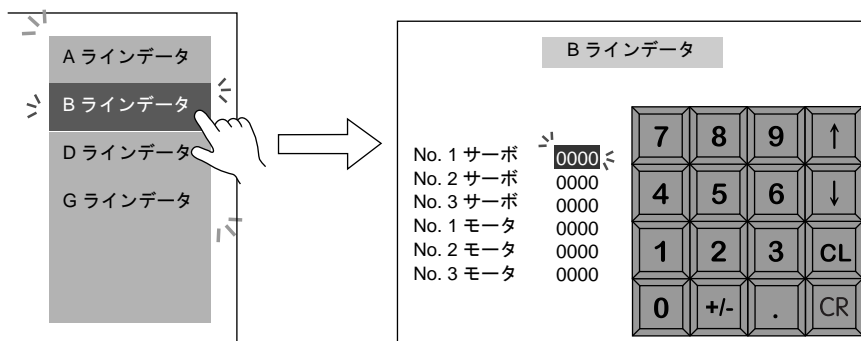 A ラインデータ
B ラインデータ
D ラインデータ
G ラインデータ
B ラインデータ
No. 1 サーボ 0000
No. 2 サーボ 0000
No. 3 サーボ 0000
No. 1 モータ 0000
No. 2 モータ 0000
No. 3 モータ 0000
7 8 9 ↑
4 5 6 ↓
1 2 3 CL
0 +/- . CR